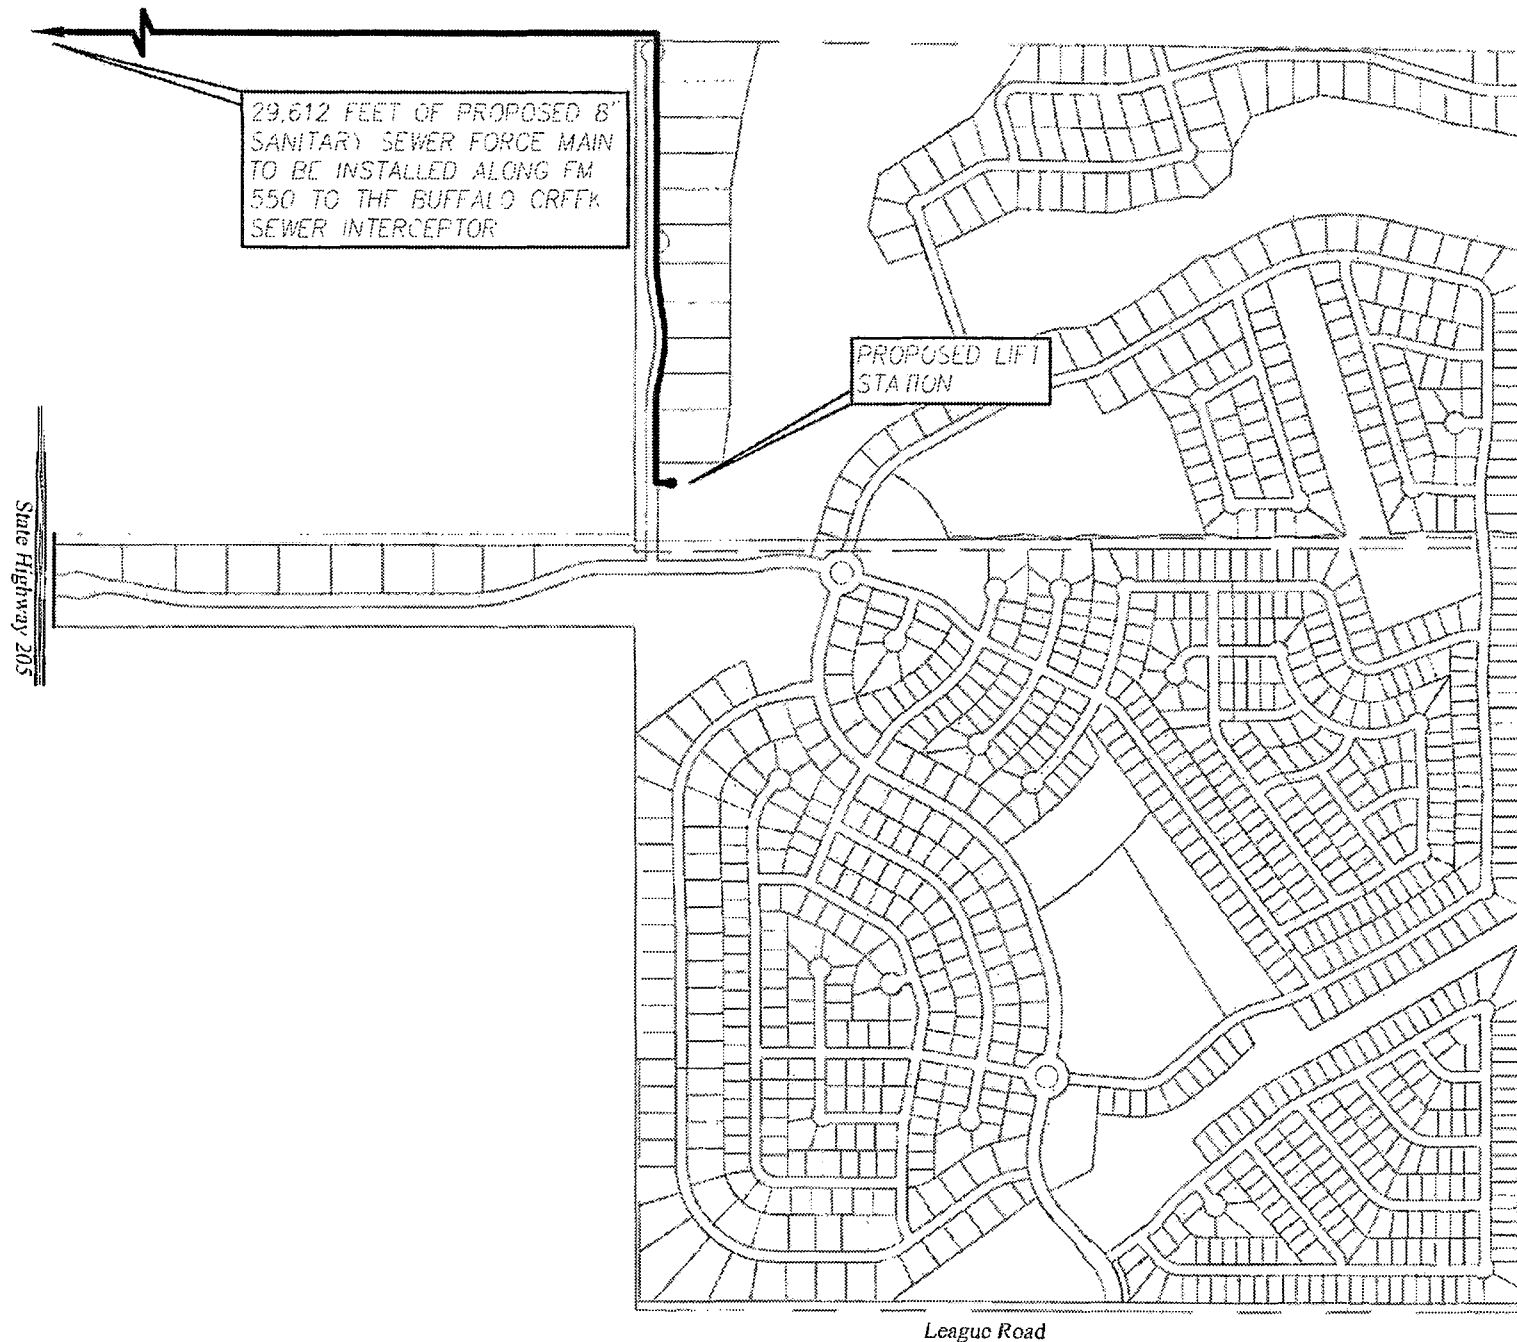 29,612 FEET OF PROPOSED 8"
SANITARY SEWER FORCE MAIN
TO BE INSTALLED ALONG FM
550 TO THE BUFFALO CREEK
SEWER INTERCEPTOR
PROPOSED LIFT
STATION
State Highway 205
League Road